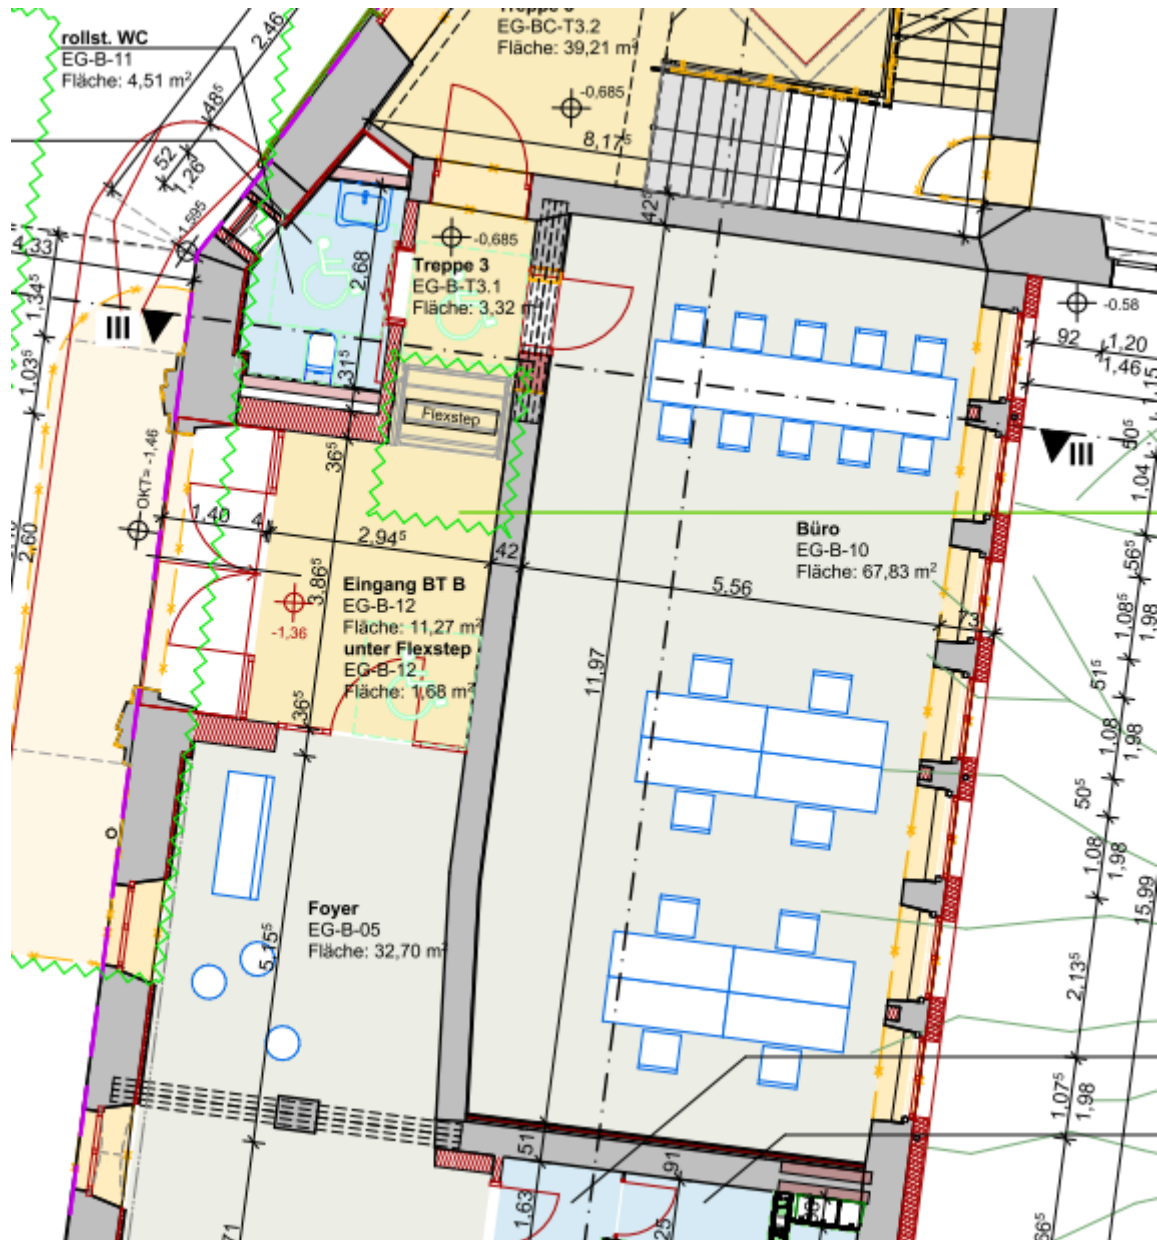 rollst. WC
EG-B-11
Fläche: 4,51 m²
2.46
EG-BC-T3.2
Fläche: 39,21 m²
-0,685
48⁵
8,17⁵
52
1,26⁵
1,59⁵
42⁵
4,33
-0,685
2,68
Treppe 3
EG-B-T3.1
Fläche: 3,32 m²
-0.58
1,34⁵
III
92
1,20
1,46
31⁵
1,03⁵
Flexstep
50⁵
III
36⁵
OKT= -1,46
1,04
1,40
2,94⁵
42
Büro
EG-B-10
Fläche: 67,83 m²
2,60
56⁵
5,56
3,86⁵
Eingang BT B
EG-B-12
Fläche: 11,27 m²
unter Flexstep
EG-B-12
Fläche: 1,68 m²
-1,36
73
1,08⁵
1,98
11,97
51⁵
36⁵
1,08
1,98
50⁵
1,08
1,98
Foyer
EG-B-05
Fläche: 32,70 m²
15,99
5,15⁵
2,13⁵
1,07⁵
1,98
51
91
1,63
25
71
66⁵